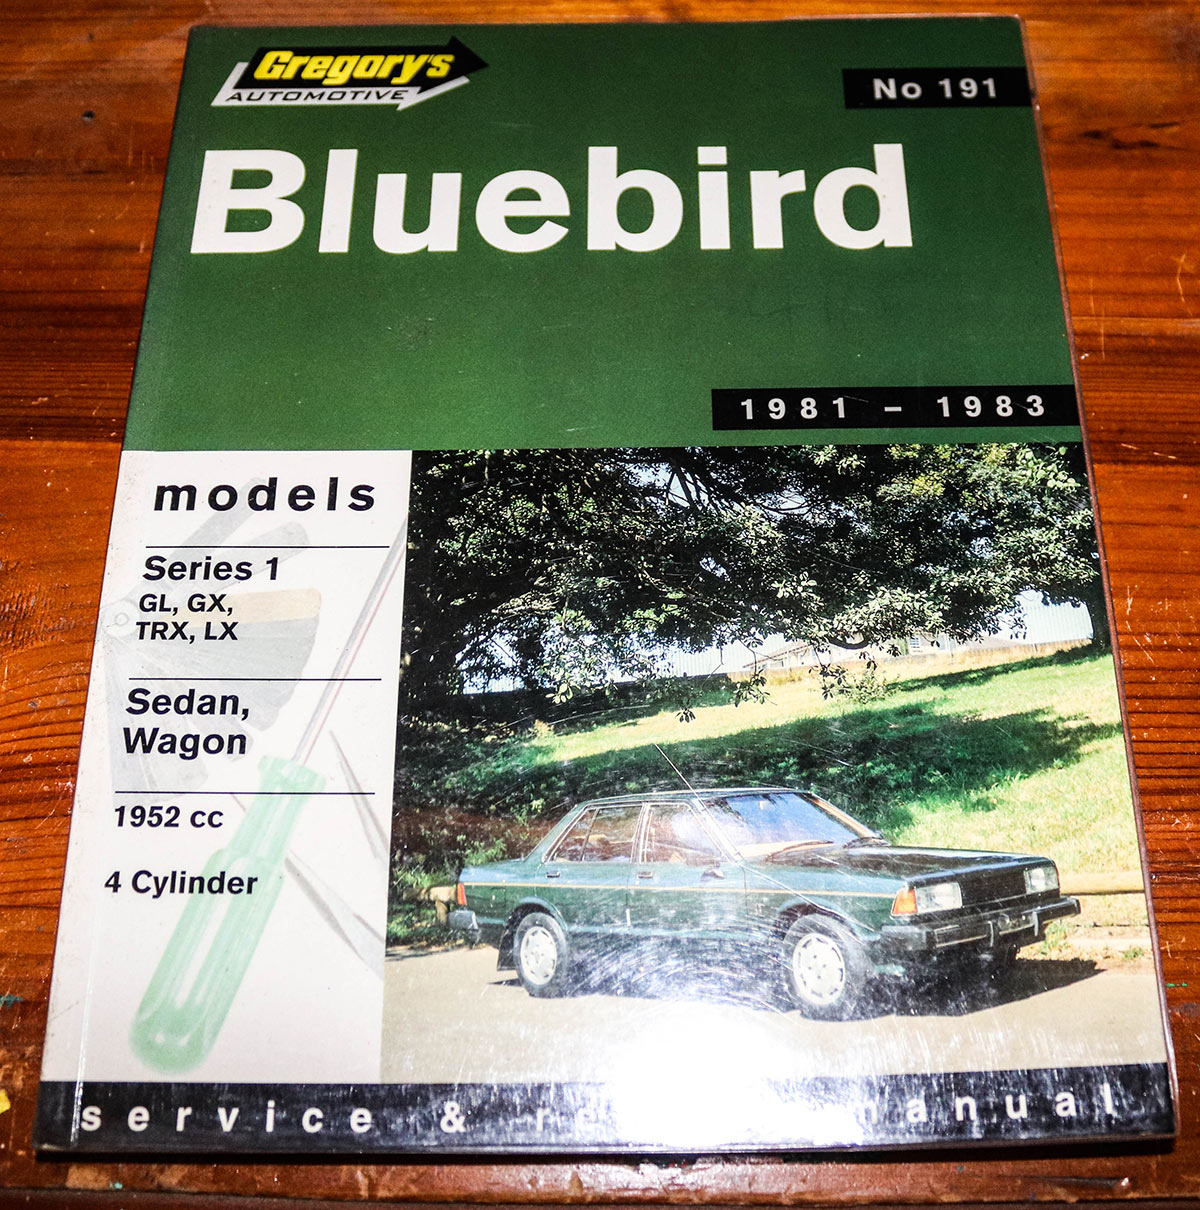 Gregory's
AUTOMOTIVE
No 191
Bluebird
1981 – 1983
models
Series 1
GL, GX,
TRX, LX
Sedan,
Wagon
1952 cc
4 Cylinder
service & manual